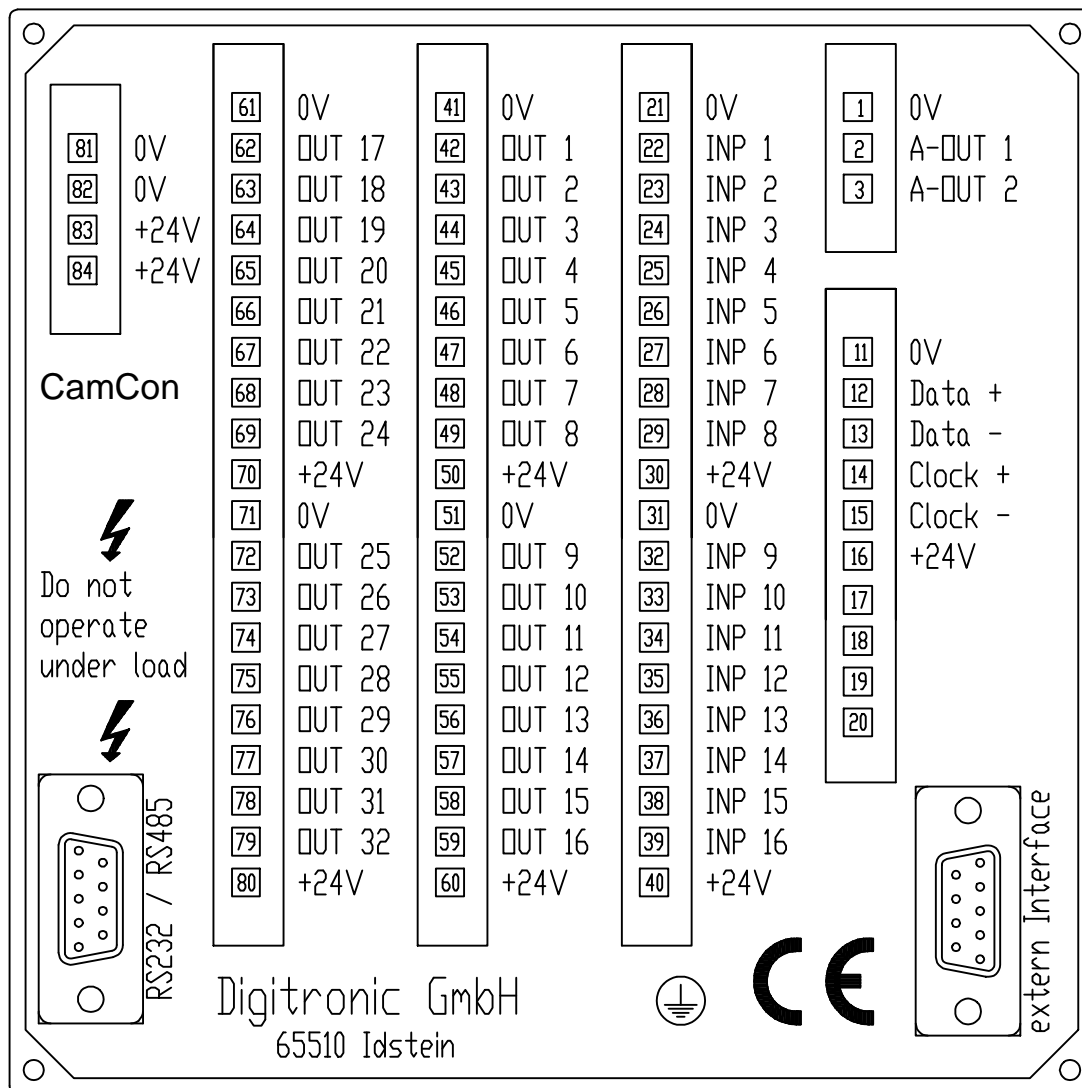 81 0V
82 0V
83 +24V
84 +24V
CamCon
Do not
operate
under load
RS232 / RS485
61 0V
62 OUT 17
63 OUT 18
64 OUT 19
65 OUT 20
66 OUT 21
67 OUT 22
68 OUT 23
69 OUT 24
70 +24V
71 0V
72 OUT 25
73 OUT 26
74 OUT 27
75 OUT 28
76 OUT 29
77 OUT 30
78 OUT 31
79 OUT 32
80 +24V
41 0V
42 OUT 1
43 OUT 2
44 OUT 3
45 OUT 4
46 OUT 5
47 OUT 6
48 OUT 7
49 OUT 8
50 +24V
51 0V
52 OUT 9
53 OUT 10
54 OUT 11
55 OUT 12
56 OUT 13
57 OUT 14
58 OUT 15
59 OUT 16
60 +24V
21 0V
22 INP 1
23 INP 2
24 INP 3
25 INP 4
26 INP 5
27 INP 6
28 INP 7
29 INP 8
30 +24V
31 0V
32 INP 9
33 INP 10
34 INP 11
35 INP 12
36 INP 13
37 INP 14
38 INP 15
39 INP 16
40 +24V
1 0V
2 A-OUT 1
3 A-OUT 2
11 0V
12 Data +
13 Data -
14 Clock +
15 Clock -
16 +24V
17
18
19
20
extern Interface
Digitronic GmbH
65510 Idstein
CE